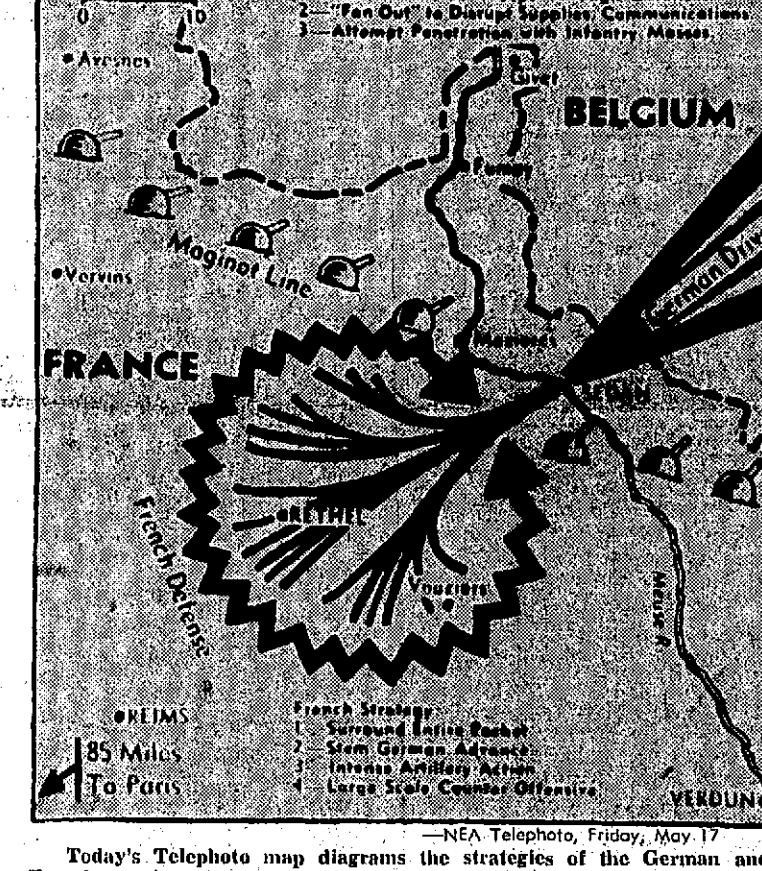 0 10
2—"Fan Out" to Disrupt Supplies, Communications
3—Attempt Penetration with Infantry Masses
Avesnes
Givet
BELGIUM
Fumay
Maginot Line
Vervins
German Driv
Mezieres
FRANCE
SEDAN
RETHEL
French Defense
Vouziers
Meuse R.
French Strategy
1 Surround Entire Pocket
2—Stem German Advance
3 Intense Artillery Action
4—Large Scale Counter Offensive
REIMS
85 Miles
To Paris
VERDUN
—NEA Telephoto, Friday, May 17
Today's Telephoto map diagrams the strategies of the German and